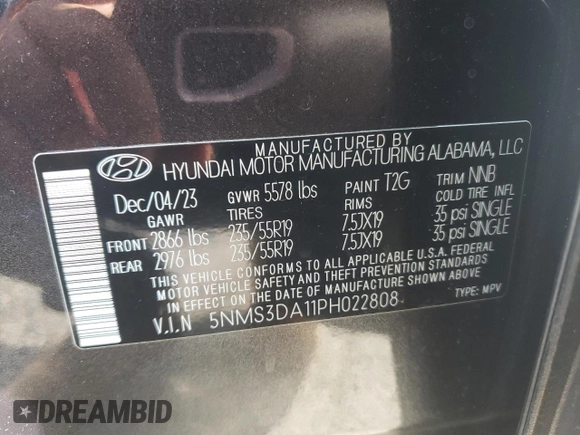 MANUFACTURED BY
HYUNDAI MOTOR MANUFACTURING ALABAMA, LLC
Dec/04/23 GVWR 5578 lbs PAINT T2G TRIM NNB
GAWR TIRES RIMS COLD TIRE INFL
FRONT 2866 lbs 235/55R19 7.5JX19 35 psi SINGLE
REAR 2976 lbs 235/55R19 7.5JX19 35 psi SINGLE
THIS VEHICLE CONFORMS TO ALL APPLICABLE U.S.A. FEDERAL
MOTOR VEHICLE SAFETY AND THEFT PREVENTION STANDARDS
IN EFFECT ON THE DATE OF MANUFACTURE SHOWN ABOVE
V.I.N 5NMS3DA11PH022808 TYPE: MPV
DREAMBID